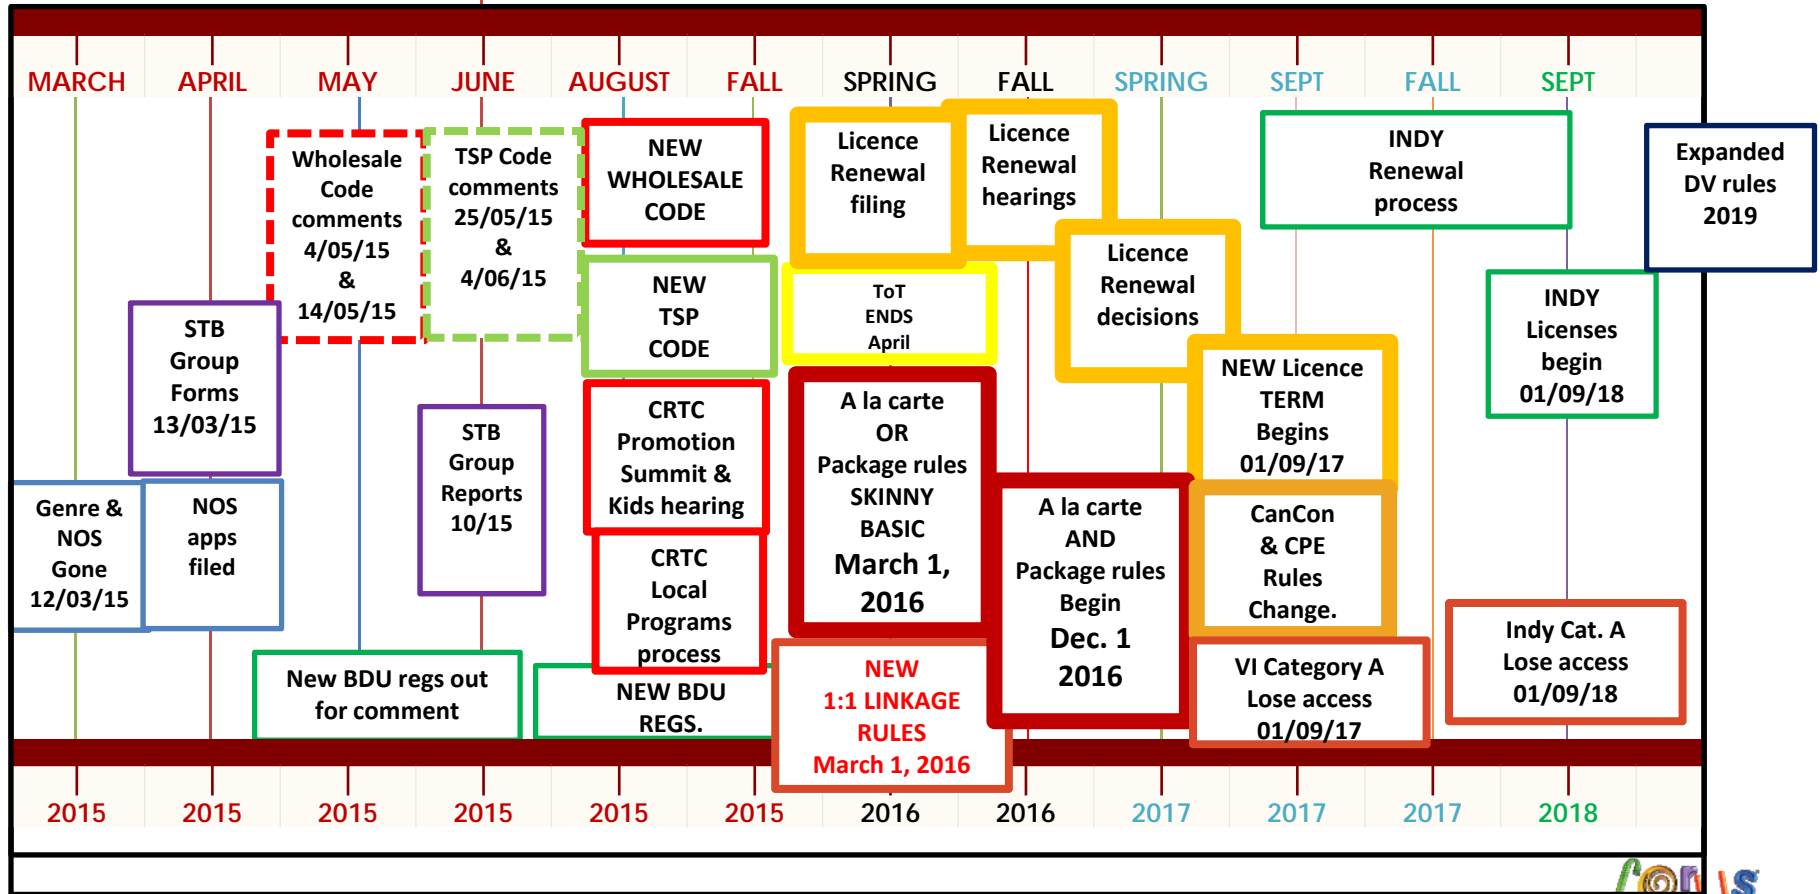 MARCH APRIL MAY JUNE AUGUST FALL SPRING FALL SPRING SEPT FALL SEPT
Genre &
NOS
Gone
12/03/15
STB
Group
Forms
13/03/15
NOS
apps
filed
Wholesale
Code
comments
4/05/15
&
14/05/15
New BDU regs out
for comment
TSP Code
comments
25/05/15
&
4/06/15
STB
Group
Reports
10/15
NEW
WHOLESALE
CODE
NEW
TSP
CODE
CRTC
Promotion
Summit &
Kids hearing
CRTC
Local
Programs
process
NEW BDU
REGS.
Licence
Renewal
filing
ToT
ENDS
April
A la carte
OR
Package rules
SKINNY
BASIC
March 1,
2016
NEW
1:1 LINKAGE
RULES
March 1, 2016
Licence
Renewal
hearings
A la carte
AND
Package rules
Begin
Dec. 1
2016
Licence
Renewal
decisions
NEW Licence
TERM
Begins
01/09/17
CanCon
& CPE
Rules
Change.
VI Category A
Lose access
01/09/17
INDY
Renewal
process
INDY
Licenses
begin
01/09/18
Indy Cat. A
Lose access
01/09/18
Expanded
DV rules
2019
2015 2015 2015 2015 2015 2015 2016 2016 2017 2017 2017 2018